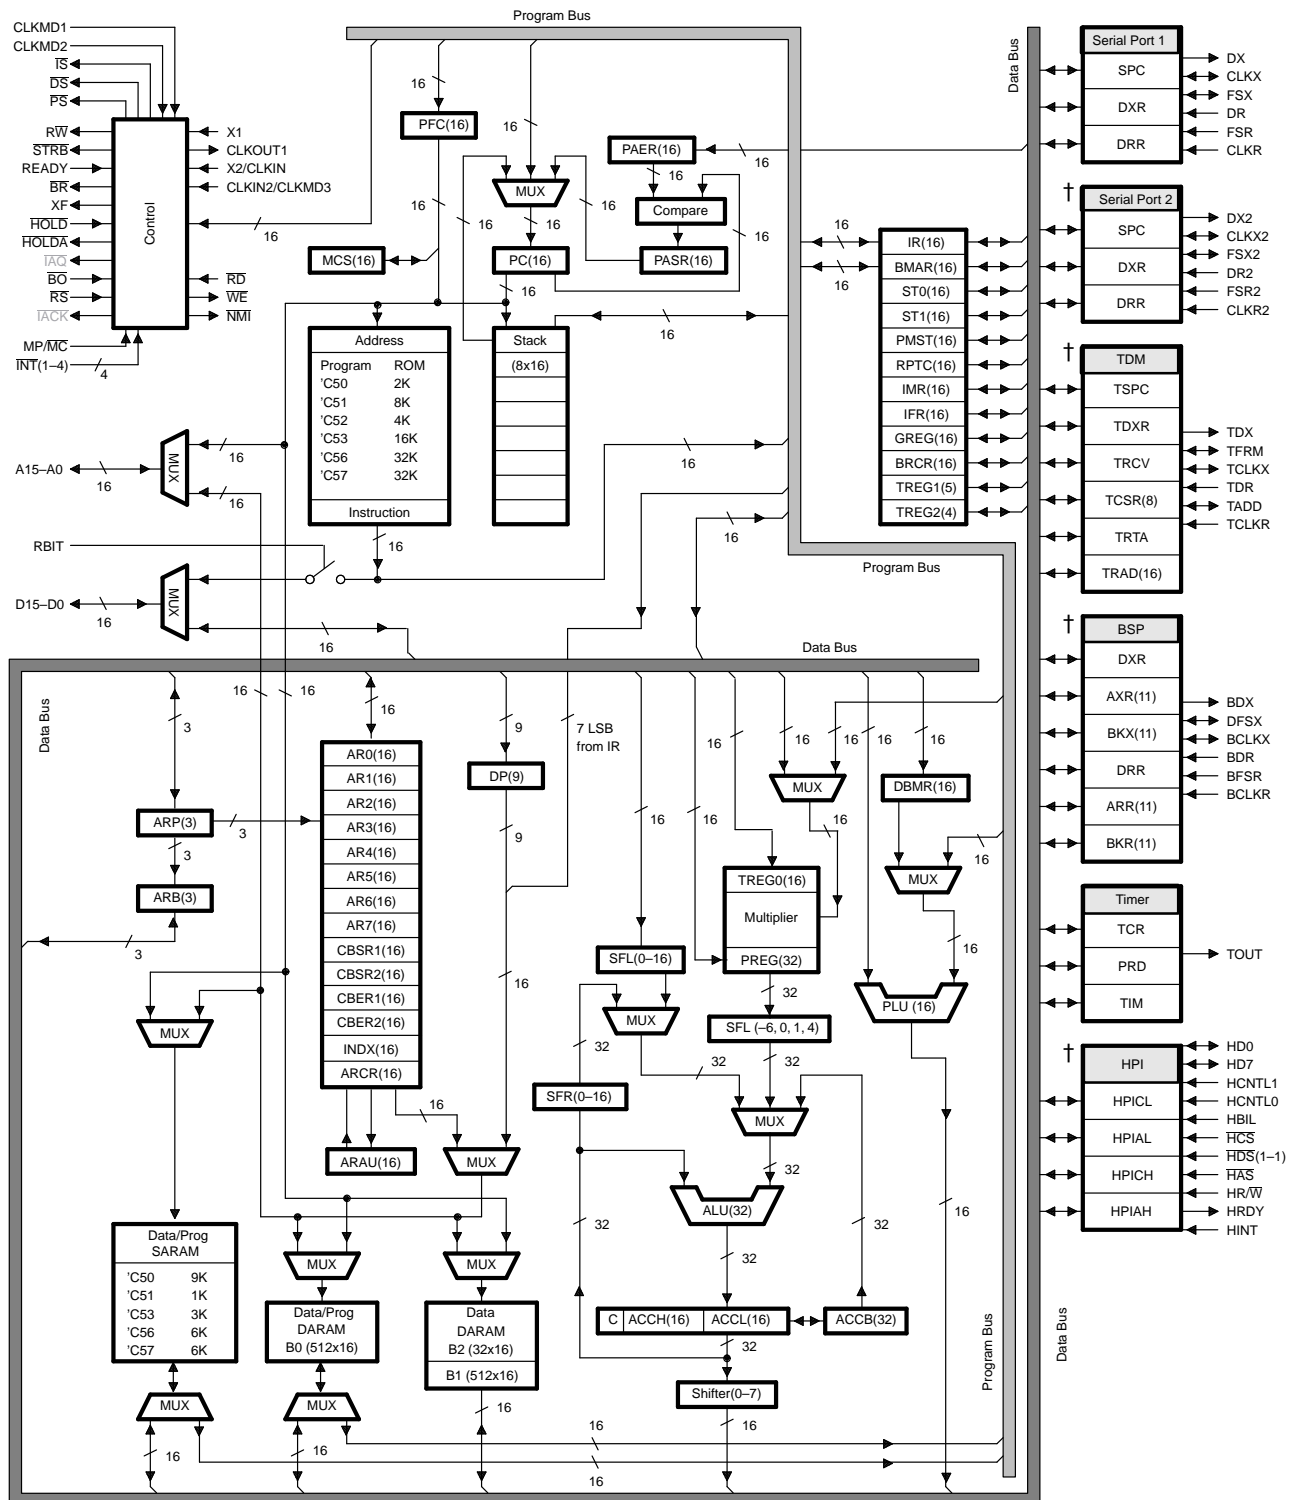 Program Bus
CLKMD1
CLKMD2
IS
DS
PS
RW
STRB
READY
BR
XF
HOLD
HOLDA
IAQ
BO
RS
IACK
MP/MC
INT(1–4)
4
Control
X1
CLKOUT1
X2/CLKIN
CLKIN2/CLKMD3
16
RD
WE
NMI
16
PFC(16)
16
MCS(16)
16
MUX
16
16
16
PC(16)
16
PAER(16)
16
16
Compare
16
PASR(16)
Address
Program ROM
'C50 2K
'C51 8K
'C52 4K
'C53 16K
'C56 32K
'C57 32K
Instruction
16
Stack
(8x16)
16
16
16
16
16
IR(16)
BMAR(16)
ST0(16)
ST1(16)
PMST(16)
RPTC(16)
IMR(16)
IFR(16)
GREG(16)
BRCR(16)
TREG1(5)
TREG2(4)
Program Bus
Data Bus
A15–A0
16
MUX
16
16
RBIT
D15–D0
16
MUX
16
Data Bus
Data Bus
16
16
3
ARP(3)
3
3
ARB(3)
3
16
AR0(16)
AR1(16)
AR2(16)
AR3(16)
AR4(16)
AR5(16)
AR6(16)
AR7(16)
CBSR1(16)
CBSR2(16)
CBER1(16)
CBER2(16)
INDX(16)
ARCR(16)
ARAU(16)
16
9
DP(9)
9
16
7 LSB
from IR
MUX
MUX
16
16
16
16
16
16
16
MUX
16
DBMR(16)
MUX
16
16
PLU (16)
TREG0(16)
Multiplier
PREG(32)
32
SFL (–6, 0, 1, 4)
SFL(0–16)
MUX
32
32
32
SFR(0–16)
MUX
32
ALU(32)
32
32
32
16
C ACCH(16) ACCL(16)
ACCB(32)
32
Shifter(0–7)
16
Data/Prog
SARAM
'C50 9K
'C51 1K
'C53 3K
'C56 6K
'C57 6K
MUX
16
MUX
Data/Prog
DARAM
B0 (512x16)
MUX
16
MUX
Data
DARAM
B2 (32x16)
B1 (512x16)
16
16
16
Program Bus
Data Bus
Serial Port 1
SPC
DXR
DRR
DX
CLKX
FSX
DR
FSR
CLKR
†
Serial Port 2
SPC
DXR
DRR
DX2
CLKX2
FSX2
DR2
FSR2
CLKR2
†
TDM
TSPC
TDXR
TRCV
TCSR(8)
TRTA
TRAD(16)
TDX
TFRM
TCLKX
TDR
TADD
TCLKR
†
BSP
DXR
AXR(11)
BKX(11)
DRR
ARR(11)
BKR(11)
BDX
DFSX
BCLKX
BDR
BFSR
BCLKR
Timer
TCR
PRD
TIM
TOUT
†
HPI
HPICL
HPIAL
HPICH
HPIAH
HD0
HD7
HCNTL1
HCNTL0
HBIL
HCS
HDS(1–1)
HAS
HR/W
HRDY
HINT